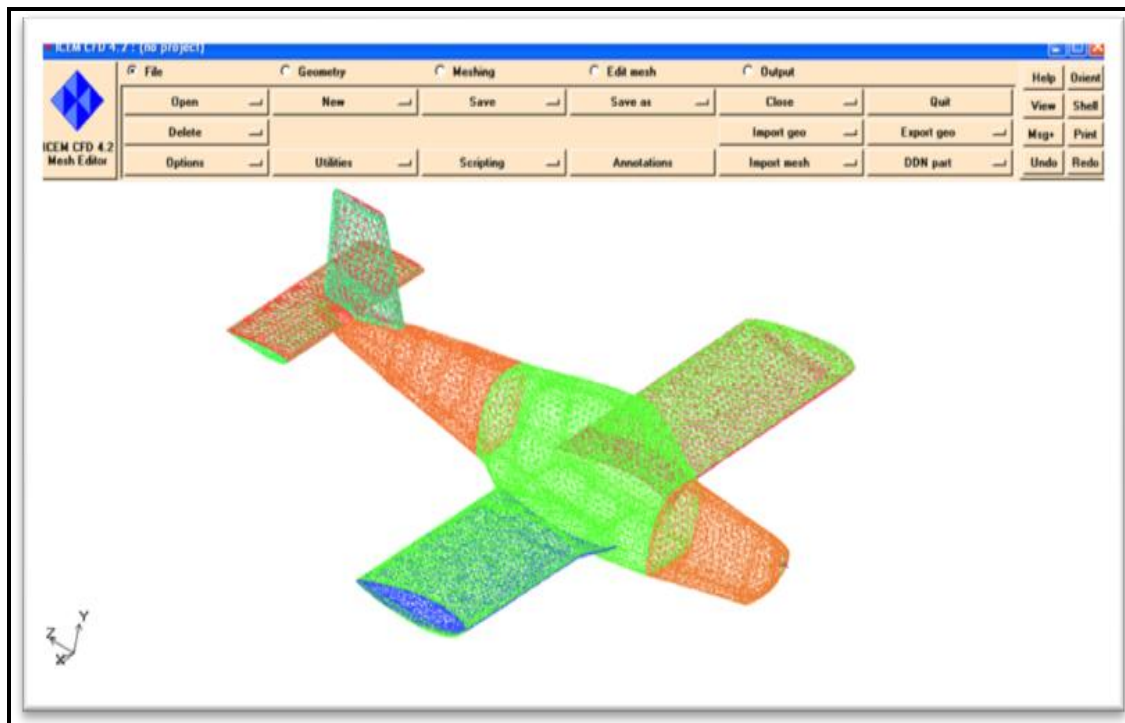 ICEM CFD 4.2 : (no project)
File Geometry Meshing Edit mesh Output
Help Orient
Open New Save Save as Close Quit
View Shell
Delete Import geo Export geo
Msg+ Print
ICEM CFD 4.2
Mesh Editor
Options Utilities Scripting Annotations Import mesh DDN part
Undo Redo
Y
Z
X